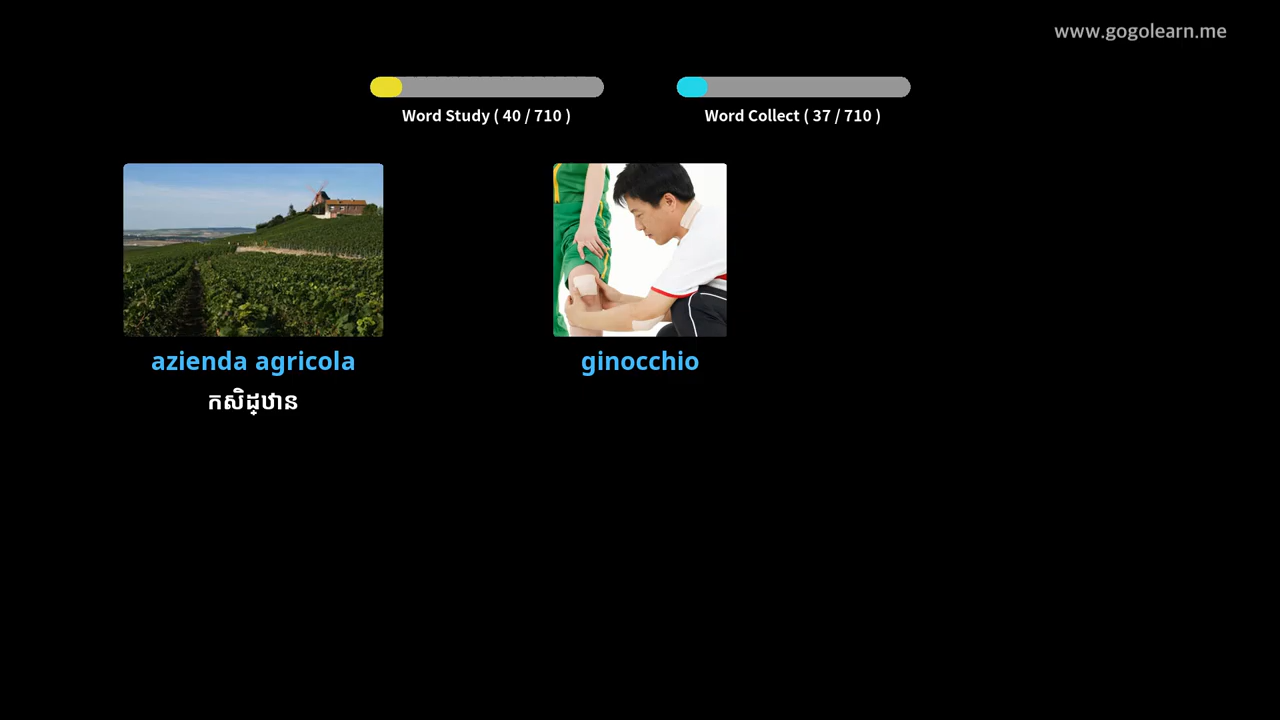 www.gogolearn.me
Word Study ( 40 / 710 )
Word Collect ( 37 / 710 )
azienda agricola
កសិដ្ឋាន
ginocchio